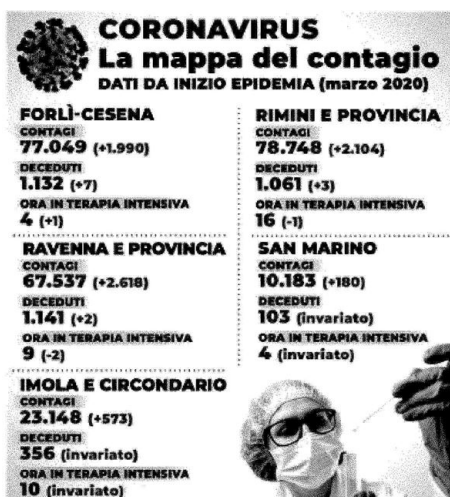 CORONAVIRUS
La mappa del contagio
DATI DA INIZIO EPIDEMIA (marzo 2020)
FORLÌ-CESENA
CONTAGI
77.049 (+1.990)
DECEDUTI
1.132 (+7)
ORA IN TERAPIA INTENSIVA
4 (+1)
RIMINI E PROVINCIA
CONTAGI
78.748 (+2.104)
DECEDUTI
1.061 (+3)
ORA IN TERAPIA INTENSIVA
16 (-1)
RAVENNA E PROVINCIA
CONTAGI
67.537 (+2.618)
DECEDUTI
1.141 (+2)
ORA IN TERAPIA INTENSIVA
9 (-2)
SAN MARINO
CONTAGI
10.183 (+180)
DECEDUTI
103 (invariato)
ORA IN TERAPIA INTENSIVA
4 (invariato)
IMOLA E CIRCONDARIO
CONTAGI
23.148 (+573)
DECEDUTI
356 (invariato)
ORA IN TERAPIA INTENSIVA
10 (invariato)